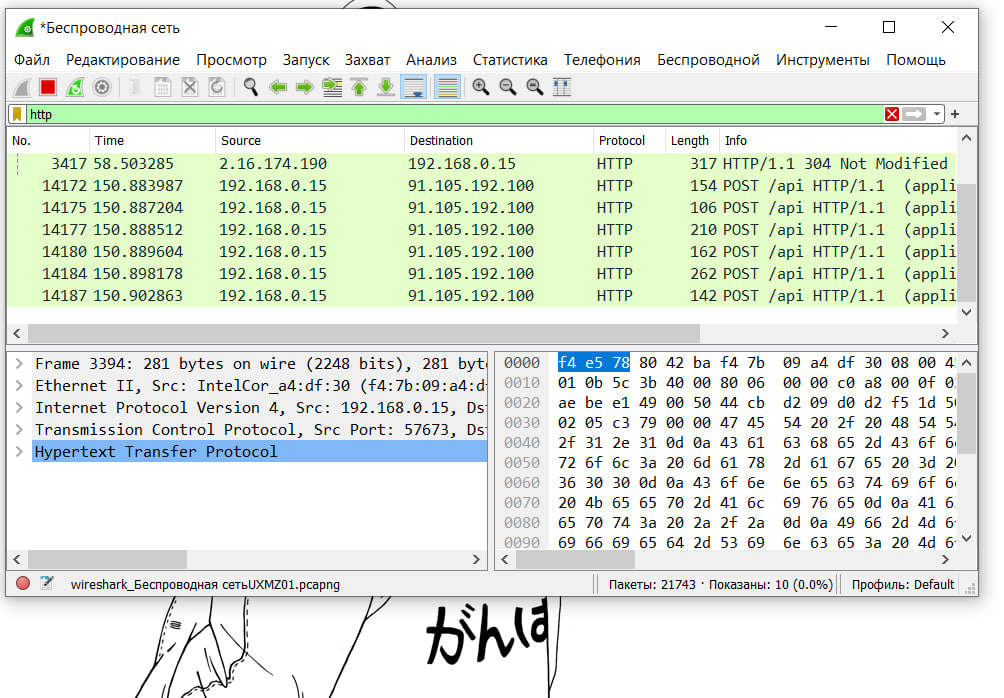 *Беспроводная сеть
Файл Редактирование Просмотр Запуск Захват Анализ Статистика Телефония Беспроводной Инструменты Помощь
http
No. Time Source Destination Protocol Length Info
3417 58.503285 2.16.174.190 192.168.0.15 HTTP 317 HTTP/1.1 304 Not Modified
14172 150.883987 192.168.0.15 91.105.192.100 HTTP 154 POST /api HTTP/1.1 (appli
14175 150.887204 192.168.0.15 91.105.192.100 HTTP 106 POST /api HTTP/1.1 (appli
14177 150.888512 192.168.0.15 91.105.192.100 HTTP 210 POST /api HTTP/1.1 (appli
14180 150.889604 192.168.0.15 91.105.192.100 HTTP 162 POST /api HTTP/1.1 (appli
14184 150.898178 192.168.0.15 91.105.192.100 HTTP 262 POST /api HTTP/1.1 (appli
14187 150.902863 192.168.0.15 91.105.192.100 HTTP 142 POST /api HTTP/1.1 (appli
Frame 3394: 281 bytes on wire (2248 bits), 281 byt
Ethernet II, Src: IntelCor_a4:df:30 (f4:7b:09:a4:d
Internet Protocol Version 4, Src: 192.168.0.15, Ds
Transmission Control Protocol, Src Port: 57673, Ds
Hypertext Transfer Protocol
0000 f4 e5 78 80 42 ba f4 7b 09 a4 df 30 08 00 4
0010 01 0b 5c 3b 40 00 80 06 00 00 c0 a8 00 0f 0
0020 ae be e1 49 00 50 44 cb d2 09 d0 d2 f5 1d 5
0030 02 05 c3 79 00 00 47 45 54 20 2f 20 48 54 5
0040 2f 31 2e 31 0d 0a 43 61 63 68 65 2d 43 6f 6
0050 72 6f 6c 3a 20 6d 61 78 2d 61 67 65 20 3d 2
0060 36 30 30 0d 0a 43 6f 6e 6e 65 63 74 69 6f 6
0070 20 4b 65 65 70 2d 41 6c 69 76 65 0d 0a 41 6
0080 65 70 74 3a 20 2a 2f 2a 0d 0a 49 66 2d 4d 6
0090 69 66 69 65 64 2d 53 69 6e 63 65 3a 20 4d 6
wireshark_Беспроводная сетьUXMZ01.pcapng Пакеты: 21743 · Показаны: 10 (0.0%) Профиль: Default
がんは